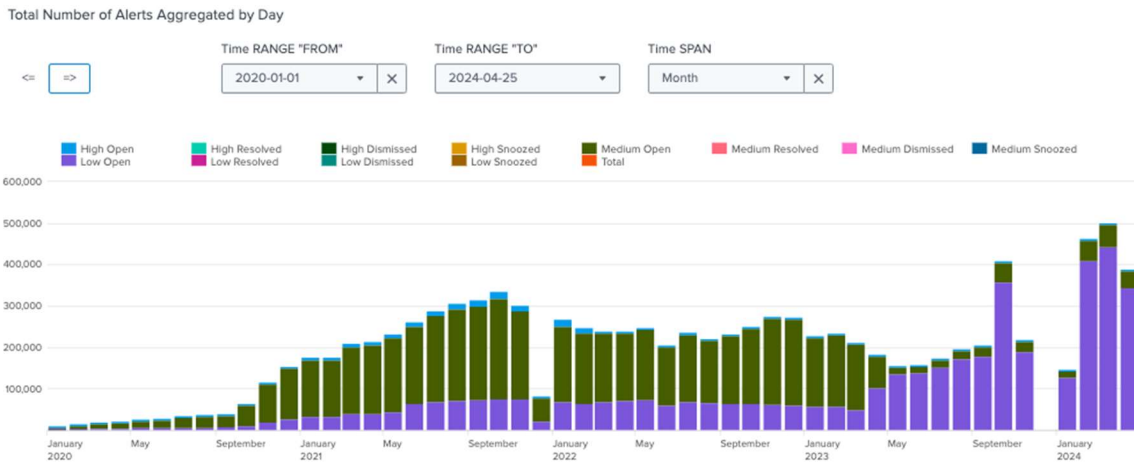 Total Number of Alerts Aggregated by Day
Time RANGE "FROM" Time RANGE "TO" Time SPAN
<= => 2020-01-01 2024-04-25 Month
High Open High Resolved High Dismissed High Snoozed Medium Open Medium Resolved Medium Dismissed Medium Snoozed
Low Open Low Resolved Low Dismissed Low Snoozed Total
600,000
500,000
400,000
300,000
200,000
100,000
January May September January May September January May September January May September January
2020 2021 2022 2023 2024